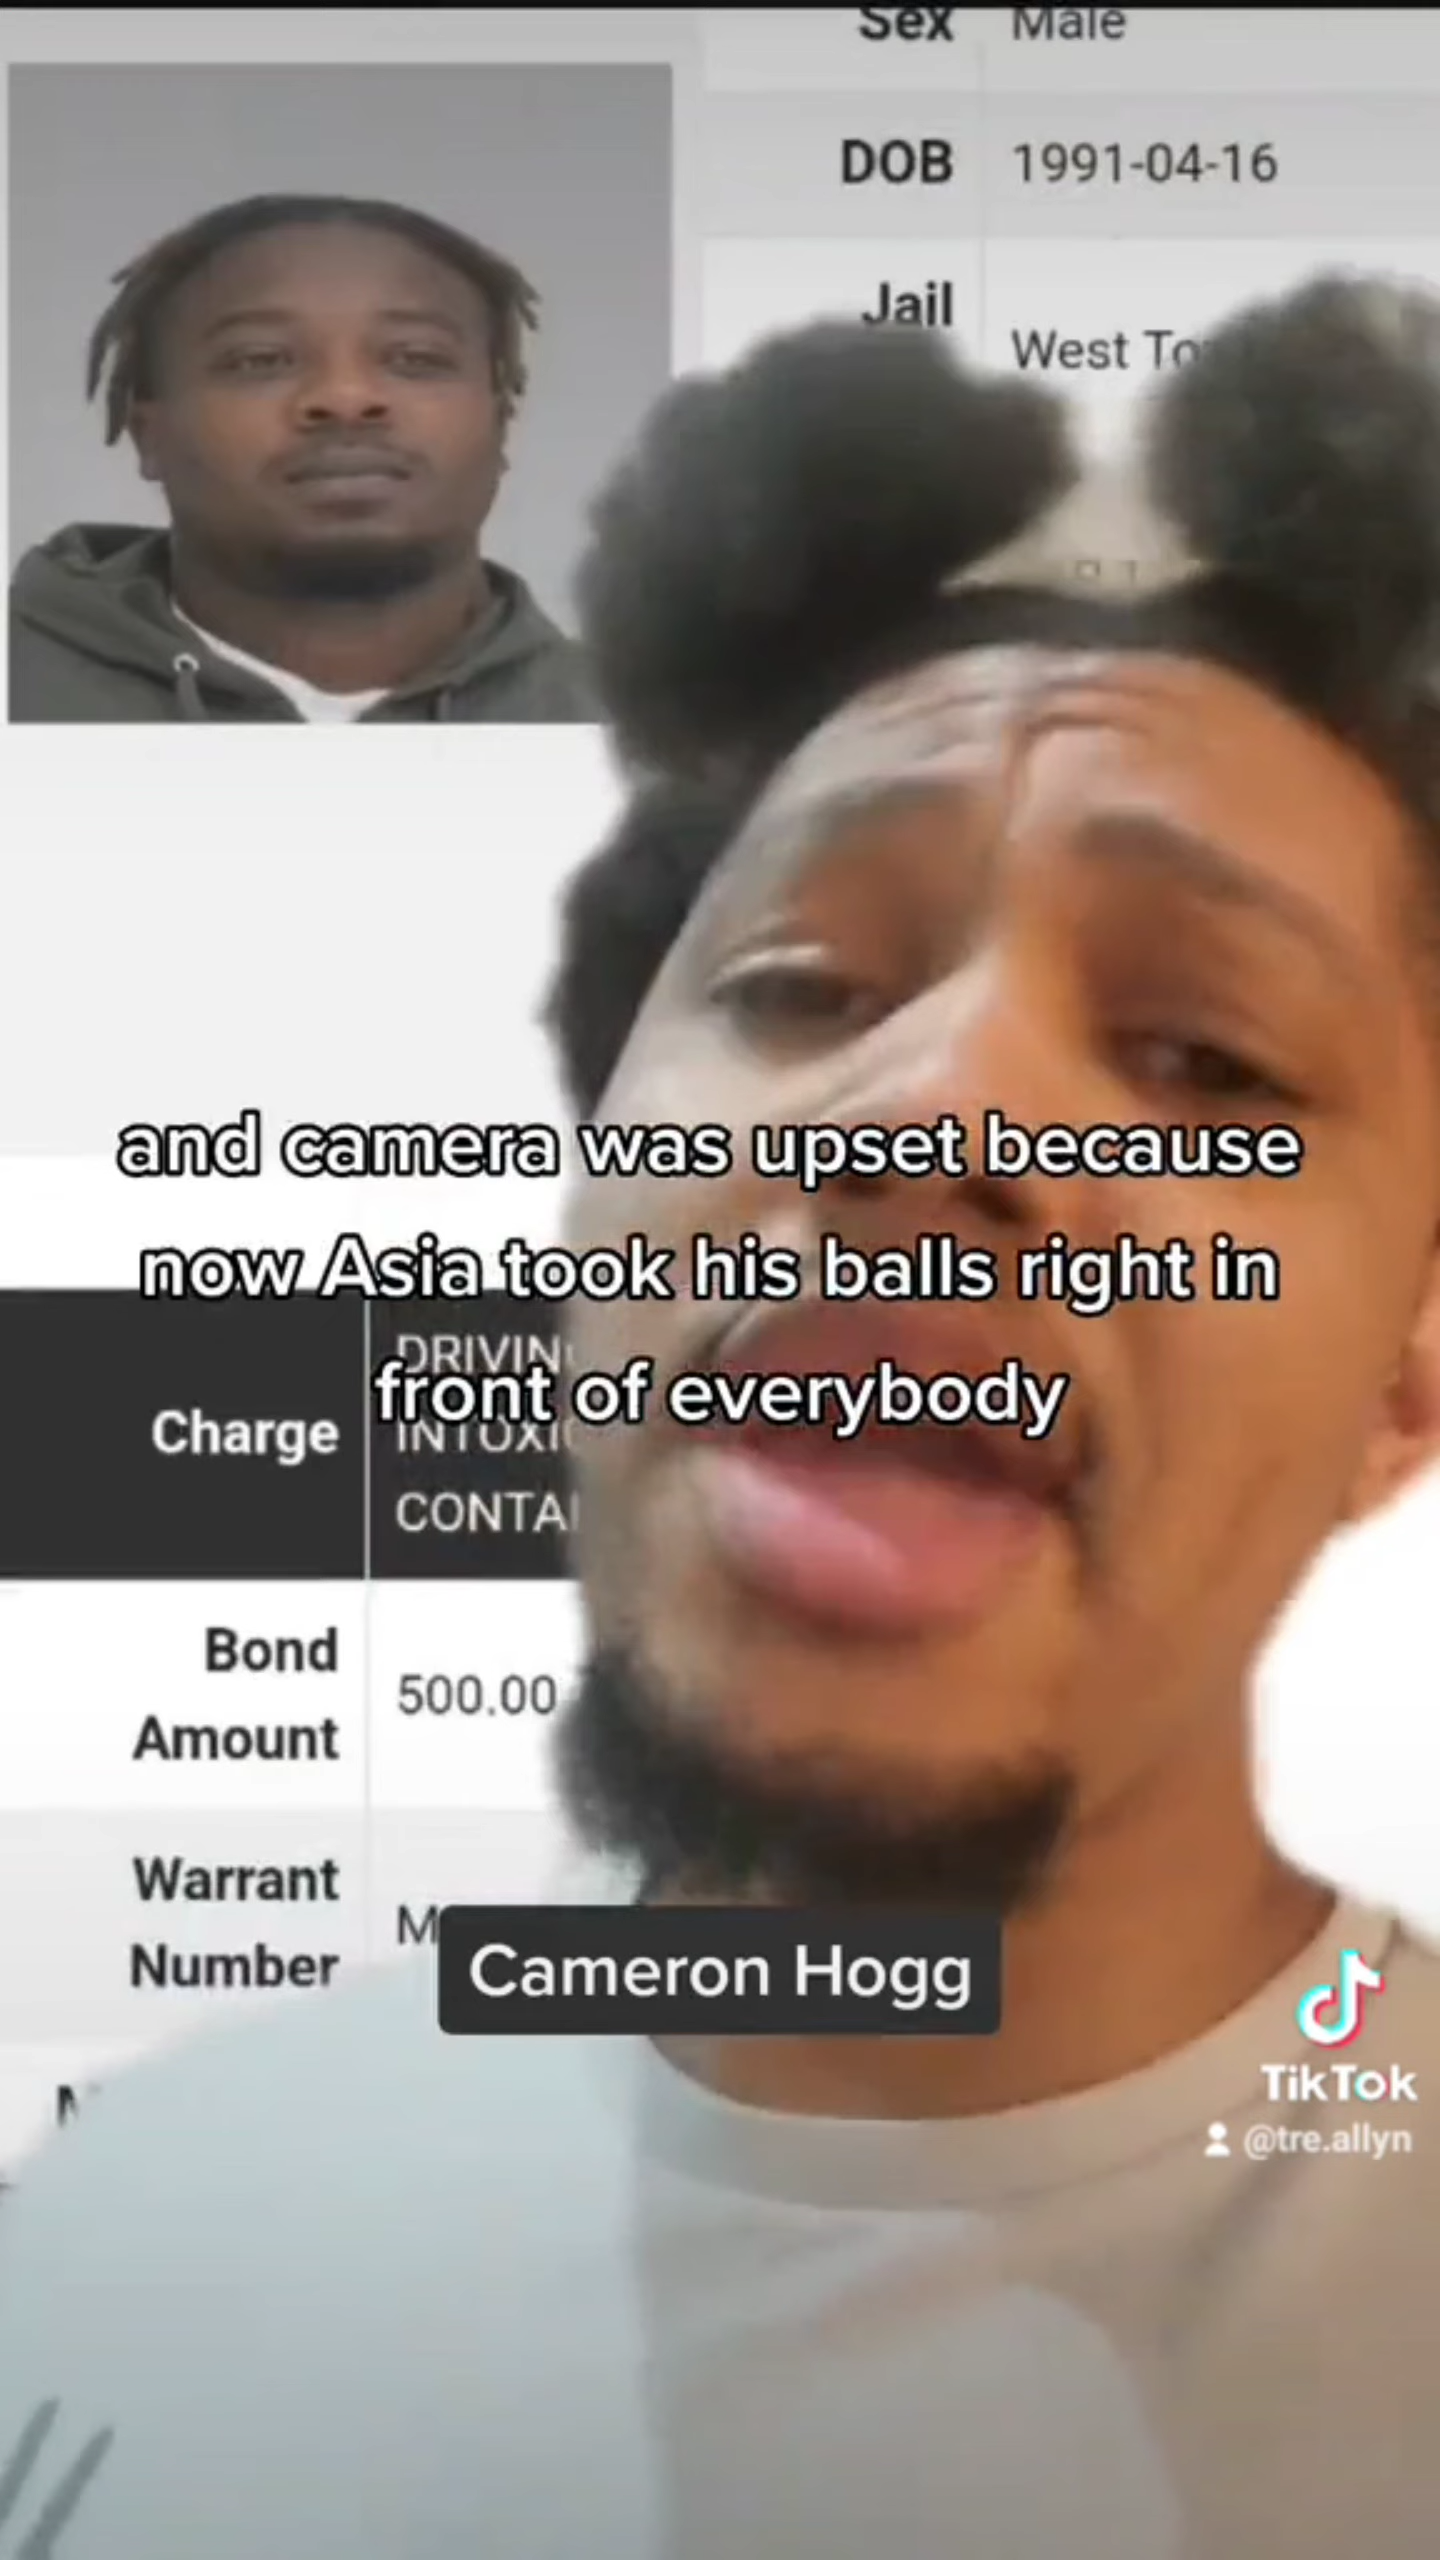 Sex Male
DOB 1991-04-16
Jail
West
and camera was upset because
now Asia took his balls right in
front of everybody
Charge
Bond
Amount
500.00
Warrant
Number
Cameron Hogg
TikTok
@tre.allyn